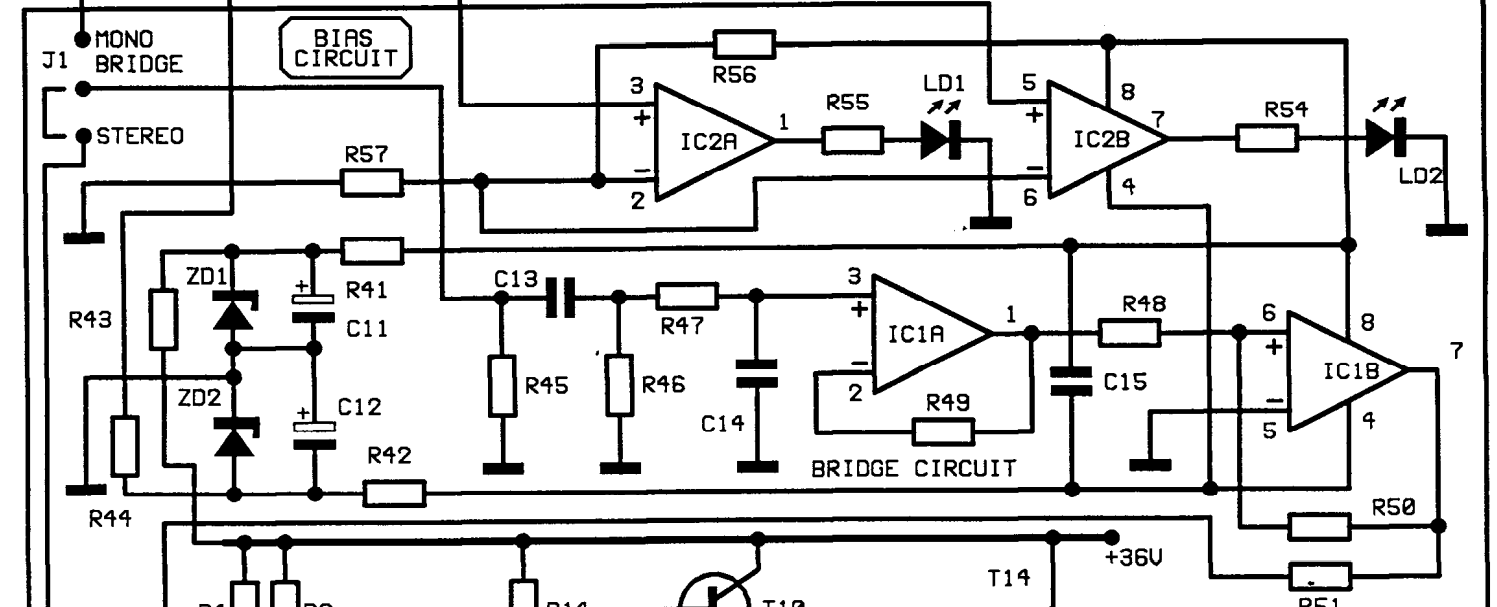 MONO
BRIDGE
J1
STEREO
BIAS
CIRCUIT
R56
3
+
IC2A
1
-
2
R55
LD1
5
+
IC2B
8
7
-
6
4
R54
LD2
R57
ZD1
R41
C11
R43
ZD2
C12
R42
R44
C13
R45
R46
R47
C14
3
+
IC1A
1
-
2
R49
BRIDGE CIRCUIT
C15
R48
6
+
IC1B
8
7
-
5
4
R50
+36V
T14